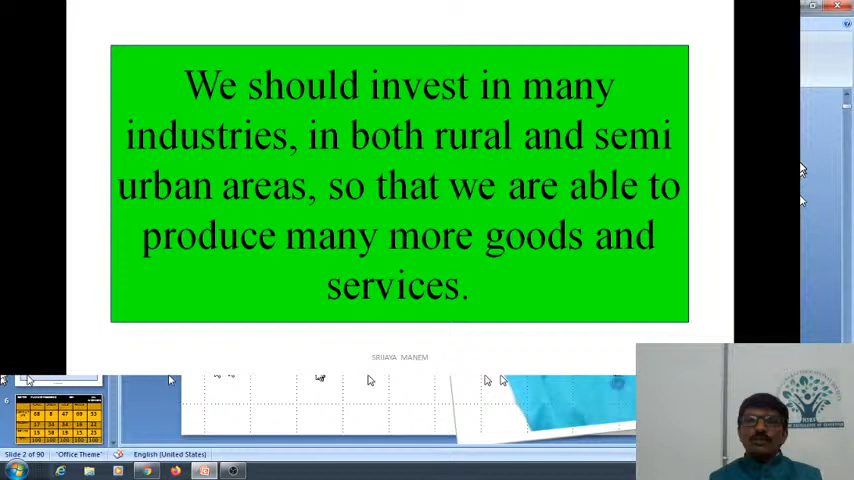 We should invest in many
industries, in both rural and semi
urban areas, so that we are able to
produce many more goods and
services.
SRIJAYA MANEM
6
Slide 2 of 90
"Office Theme"
English (United States)